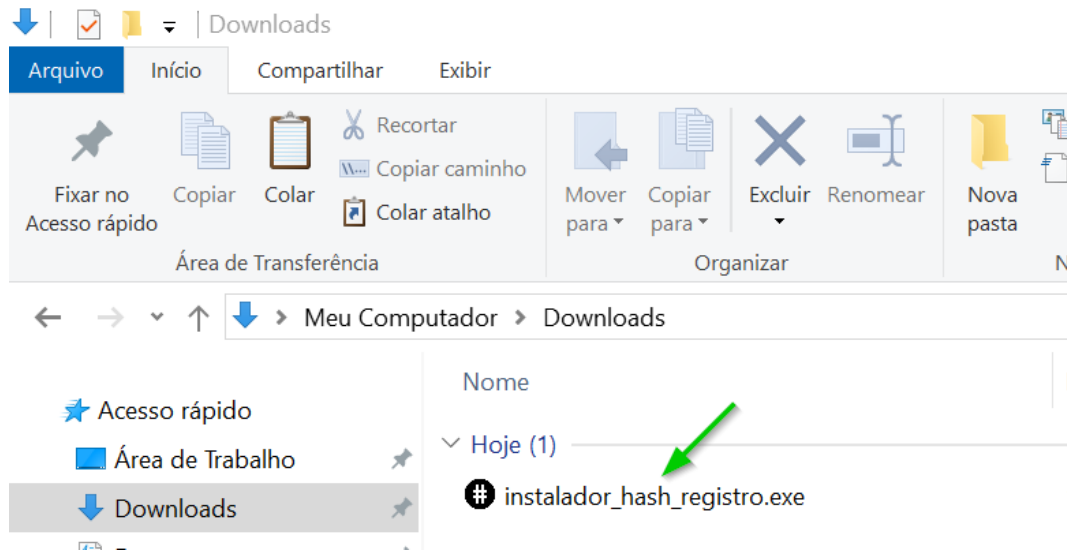 Downloads
Arquivo Início Compartilhar Exibir
Recortar
Copiar caminho
Colar atalho
Fixar no
Acesso rápido
Copiar
Colar
Mover
para
Copiar
para
Excluir
Renomear
Nova
pasta
Área de Transferência
Organizar
N
Meu Computador Downloads
Nome
Acesso rápido
Hoje (1)
Área de Trabalho
instalador_hash_registro.exe
Downloads